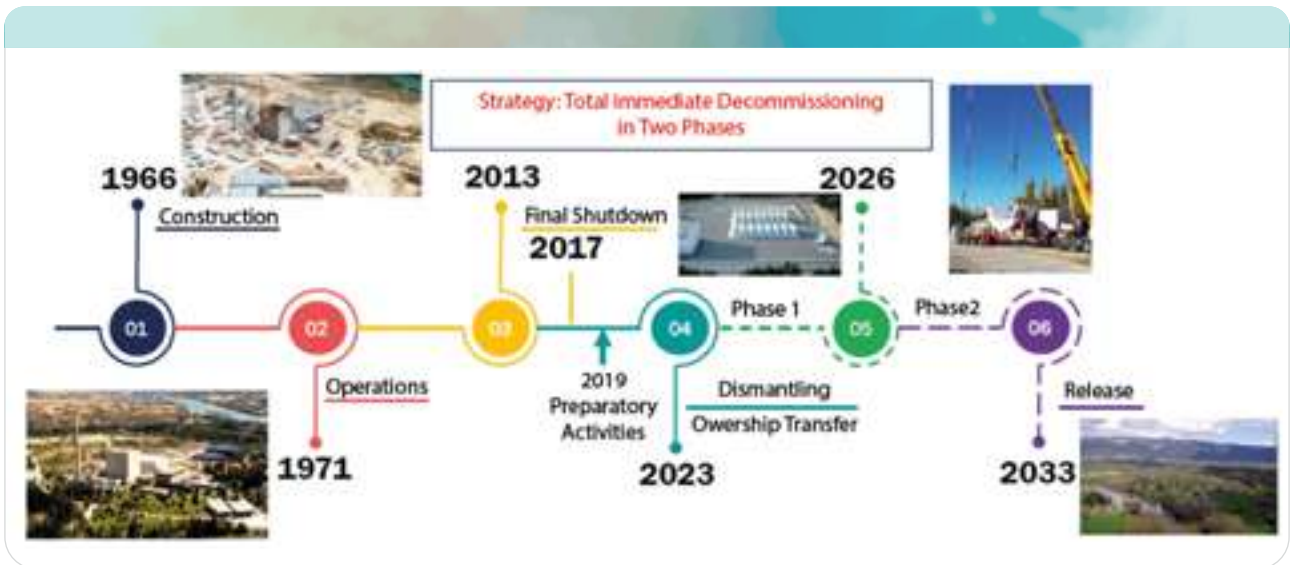 Strategy: Total Immediate Decommissioning
in Two Phases
1966
Construction
2013
Final Shutdown
2017
2026
01
02
03
04
Phase 1
05
Phase2
06
Operations
1971
2019
Preparatory
Activities
Dismantling
Owership Transfer
2023
Release
2033